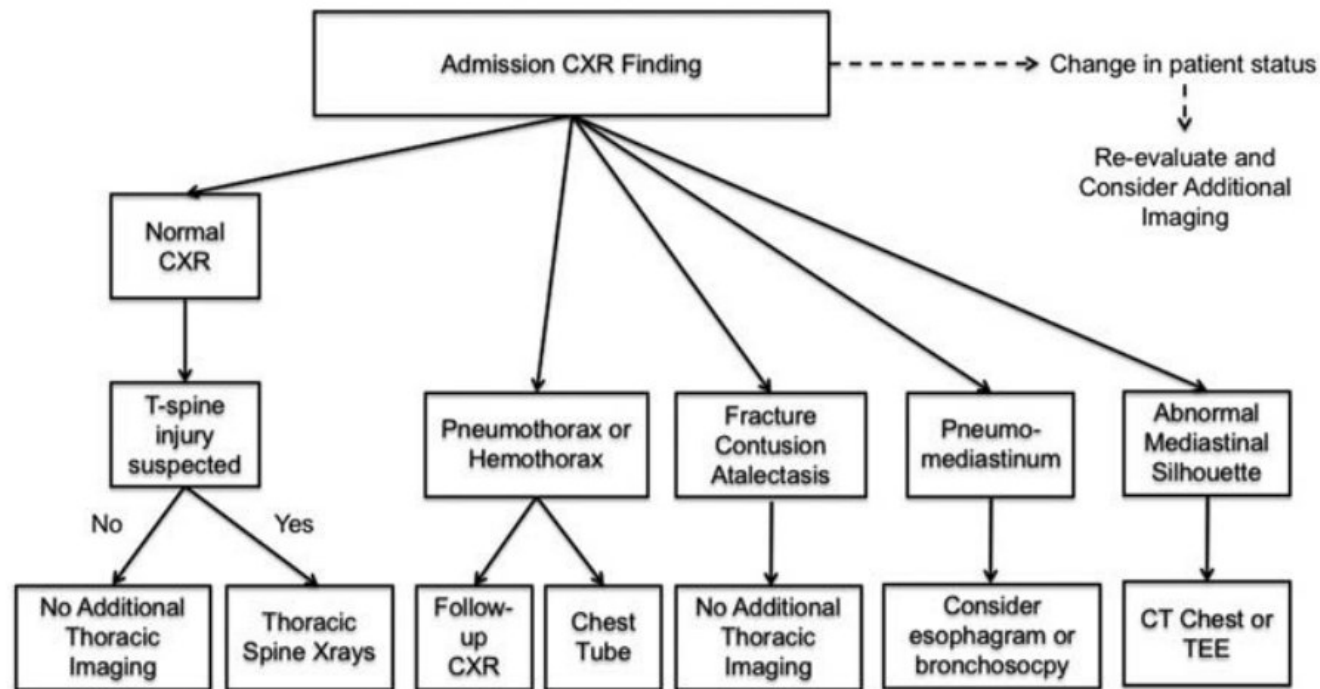 Admission CXR Finding
Change in patient status
Re-evaluate and
Consider Additional
Imaging
Normal
CXR
T-spine
injury
suspected
Pneumothorax or
Hemothorax
Fracture
Contusion
Atalectasis
Pneumo-
mediastinum
Abnormal
Mediastinal
Silhouette
No
Yes
No Additional
Thoracic
Imaging
Thoracic
Spine Xrays
Follow-
up CXR
Chest
Tube
No Additional
Thoracic
Imaging
Consider
esophagram or
bronchosocpy
CT Chest or
TEE